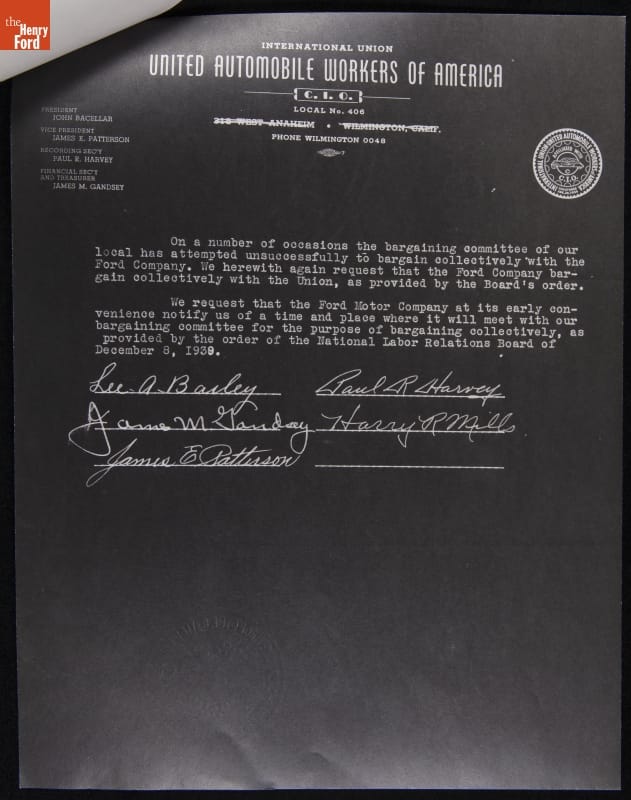 the
Henry
Ford
INTERNATIONAL UNION
UNITED AUTOMOBILE WORKERS OF AMERICA
C. I. O.
LOCAL No. 406
318 WEST ANAHEIM • WILMINGTON, CALIF.
PHONE WILMINGTON 0048
PRESIDENT
JOHN BACELLAR
VICE PRESIDENT
JAMES E. PATTERSON
RECORDING SEC'Y
PAUL R. HARVEY
FINANCIAL SEC'Y
AND TREASURER
JAMES M. GANDSEY
INTERNATIONAL UNION UNITED AUTOMOBILE WORKERS
C.I.O.
On a number of occasions the bargaining committee of our
local has attempted unsuccessfully to bargain collectively with the
Ford Company. We herewith again request that the Ford Company bar-
gain collectively with the Union, as provided by the Board's order.
We request that the Ford Motor Company at its early con-
venience notify us of a time and place where it will meet with our
bargaining committee for the purpose of bargaining collectively, as
provided by the order of the National Labor Relations Board of
December 8, 1939.
Lee A. Basley Paul R Harvey
James M Gandsey Harry R Mills
James E Patterson